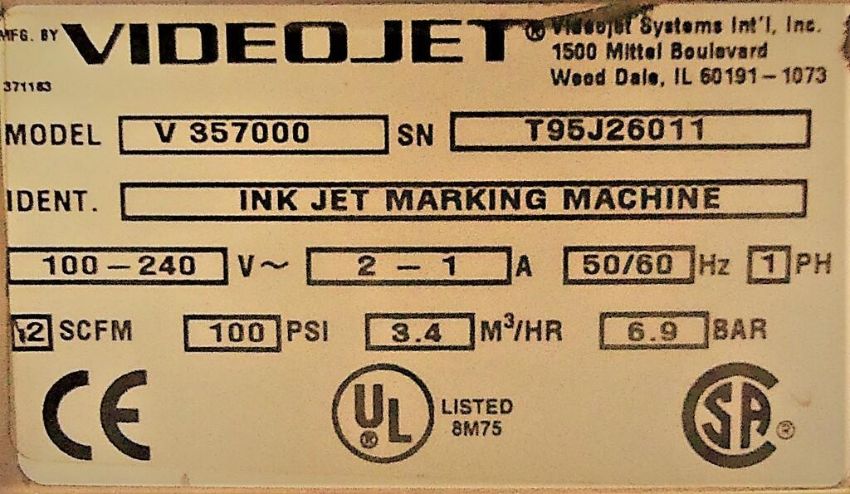 MFG. BY VIDEOJET® Videojet Systems Int'l, Inc.
1500 Mittel Boulevard
371183 Wood Dale, IL 60191-1073
MODEL V 357000 SN T95J26011
IDENT. INK JET MARKING MACHINE
100-240 V~ 2-1 A 50/60 Hz 1 PH
2 SCFM 100 PSI 3.4 M³/HR 6.9 BAR
CE UL® LISTED SA®
8M75